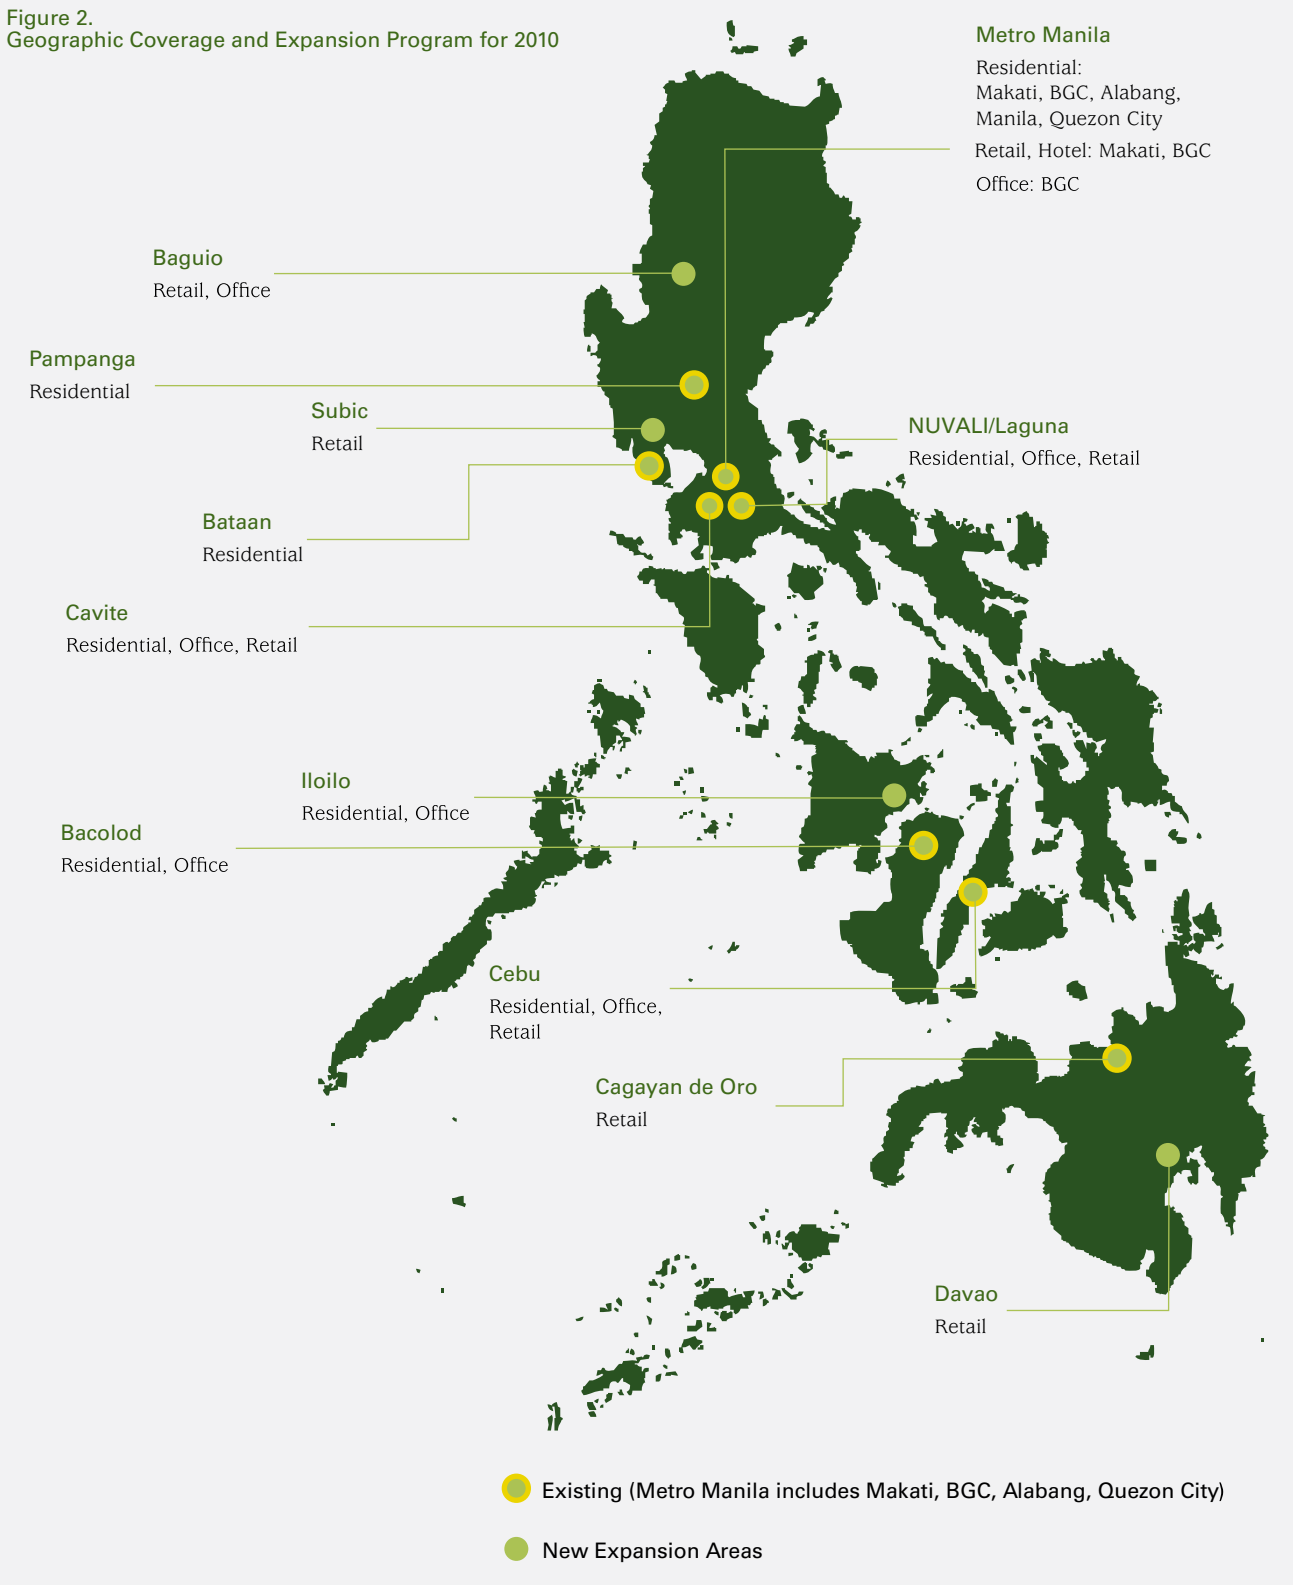 Figure 2.
Geographic Coverage and Expansion Program for 2010
Metro Manila
Residential:
Makati, BGC, Alabang,
Manila, Quezon City
Retail, Hotel: Makati, BGC
Office: BGC
Baguio
Retail, Office
Pampanga
Residential
Subic
Retail
NUVALI/Laguna
Residential, Office, Retail
Bataan
Residential
Cavite
Residential, Office, Retail
Iloilo
Residential, Office
Bacolod
Residential, Office
Cebu
Residential, Office,
Retail
Cagayan de Oro
Retail
Davao
Retail
Existing (Metro Manila includes Makati, BGC, Alabang, Quezon City)
New Expansion Areas